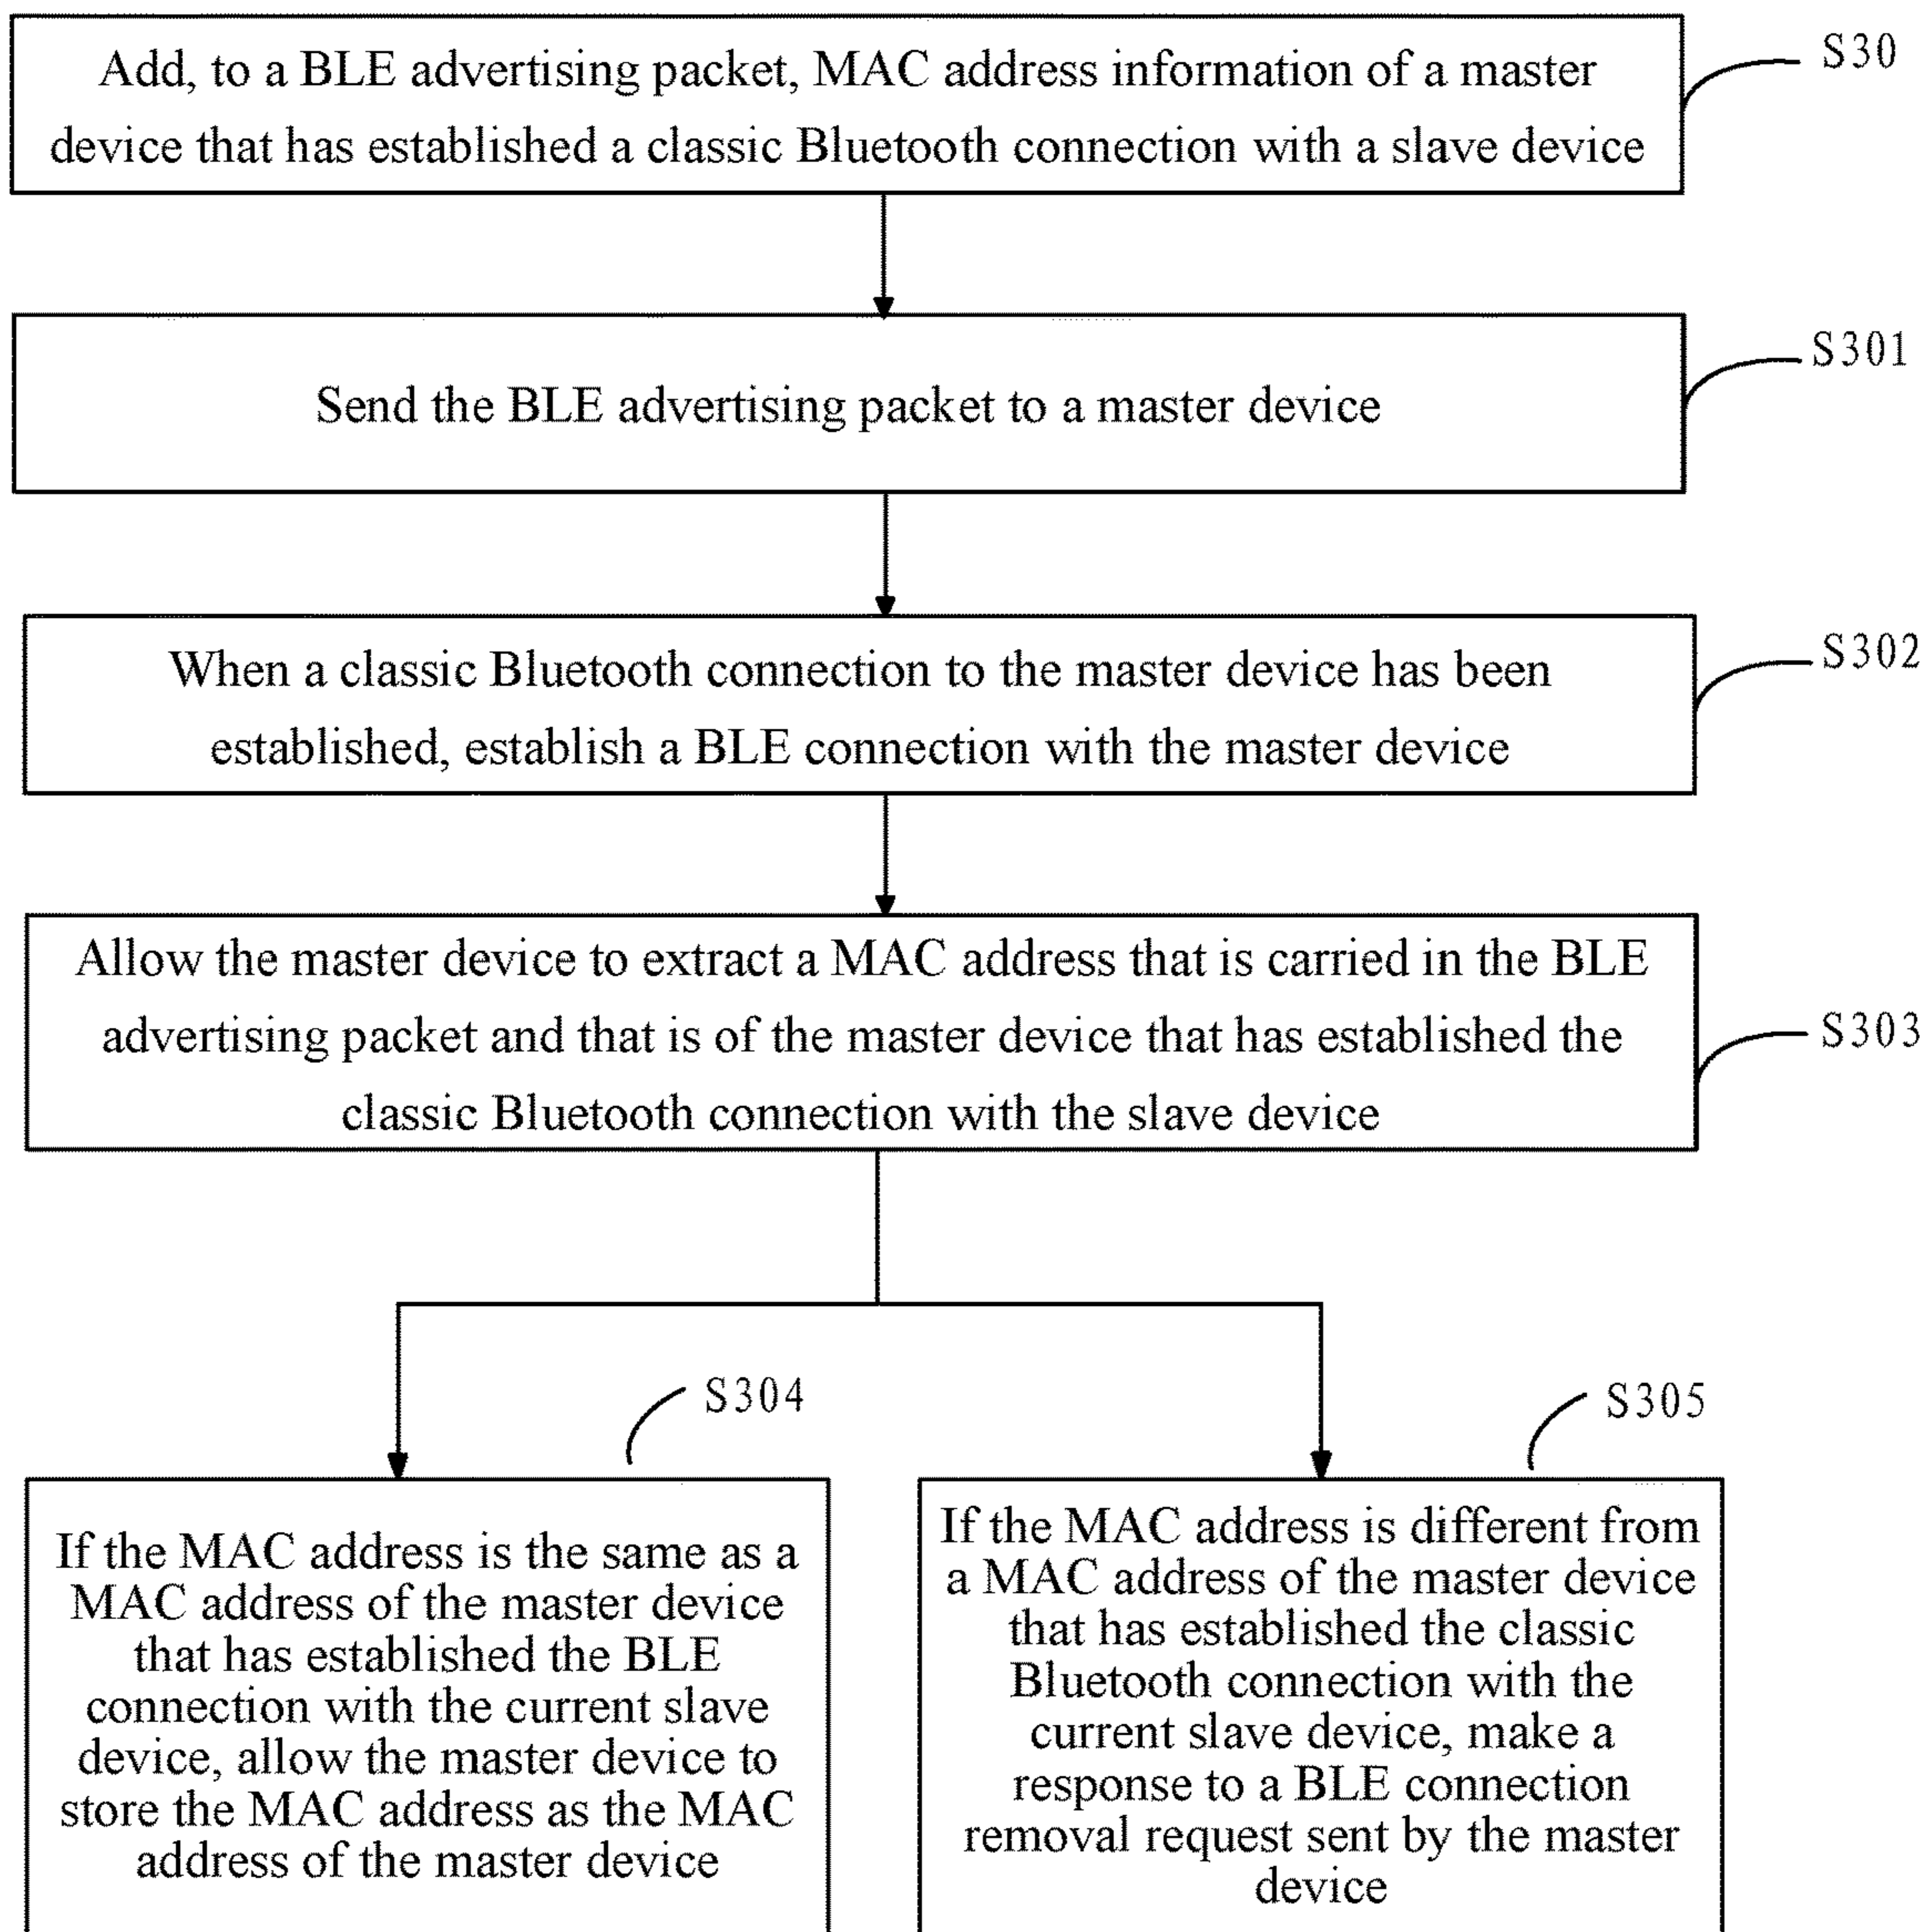 Add, to a BLE advertising packet, MAC address information of a master
device that has established a classic Bluetooth connection with a slave device
S30
Send the BLE advertising packet to a master device
S301
When a classic Bluetooth connection to the master device has been
established, establish a BLE connection with the master device
S302
Allow the master device to extract a MAC address that is carried in the BLE
advertising packet and that is of the master device that has established the
classic Bluetooth connection with the slave device
S303
S304
If the MAC address is the same as a
MAC address of the master device
that has established the BLE
connection with the current slave
device, allow the master device to
store the MAC address as the MAC
address of the master device
S305
If the MAC address is different from
a MAC address of the master device
that has established the classic
Bluetooth connection with the
current slave device, make a
response to a BLE connection
removal request sent by the master
device